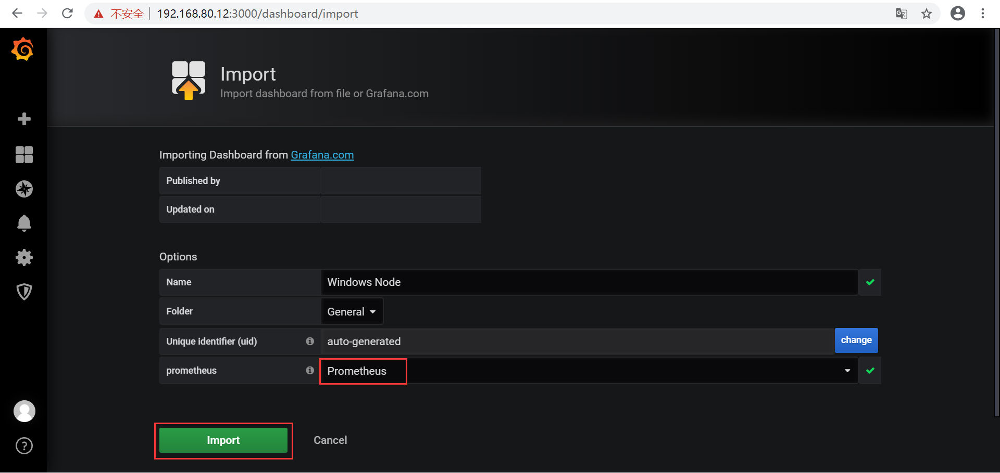 不安全 192.168.80.12:3000/dashboard/import
Import
Import dashboard from file or Grafana.com
Importing Dashboard from Grafana.com
Published by
Updated on
Options
Name Windows Node
Folder General
Unique identifier (uid) auto-generated change
prometheus Prometheus
Import Cancel